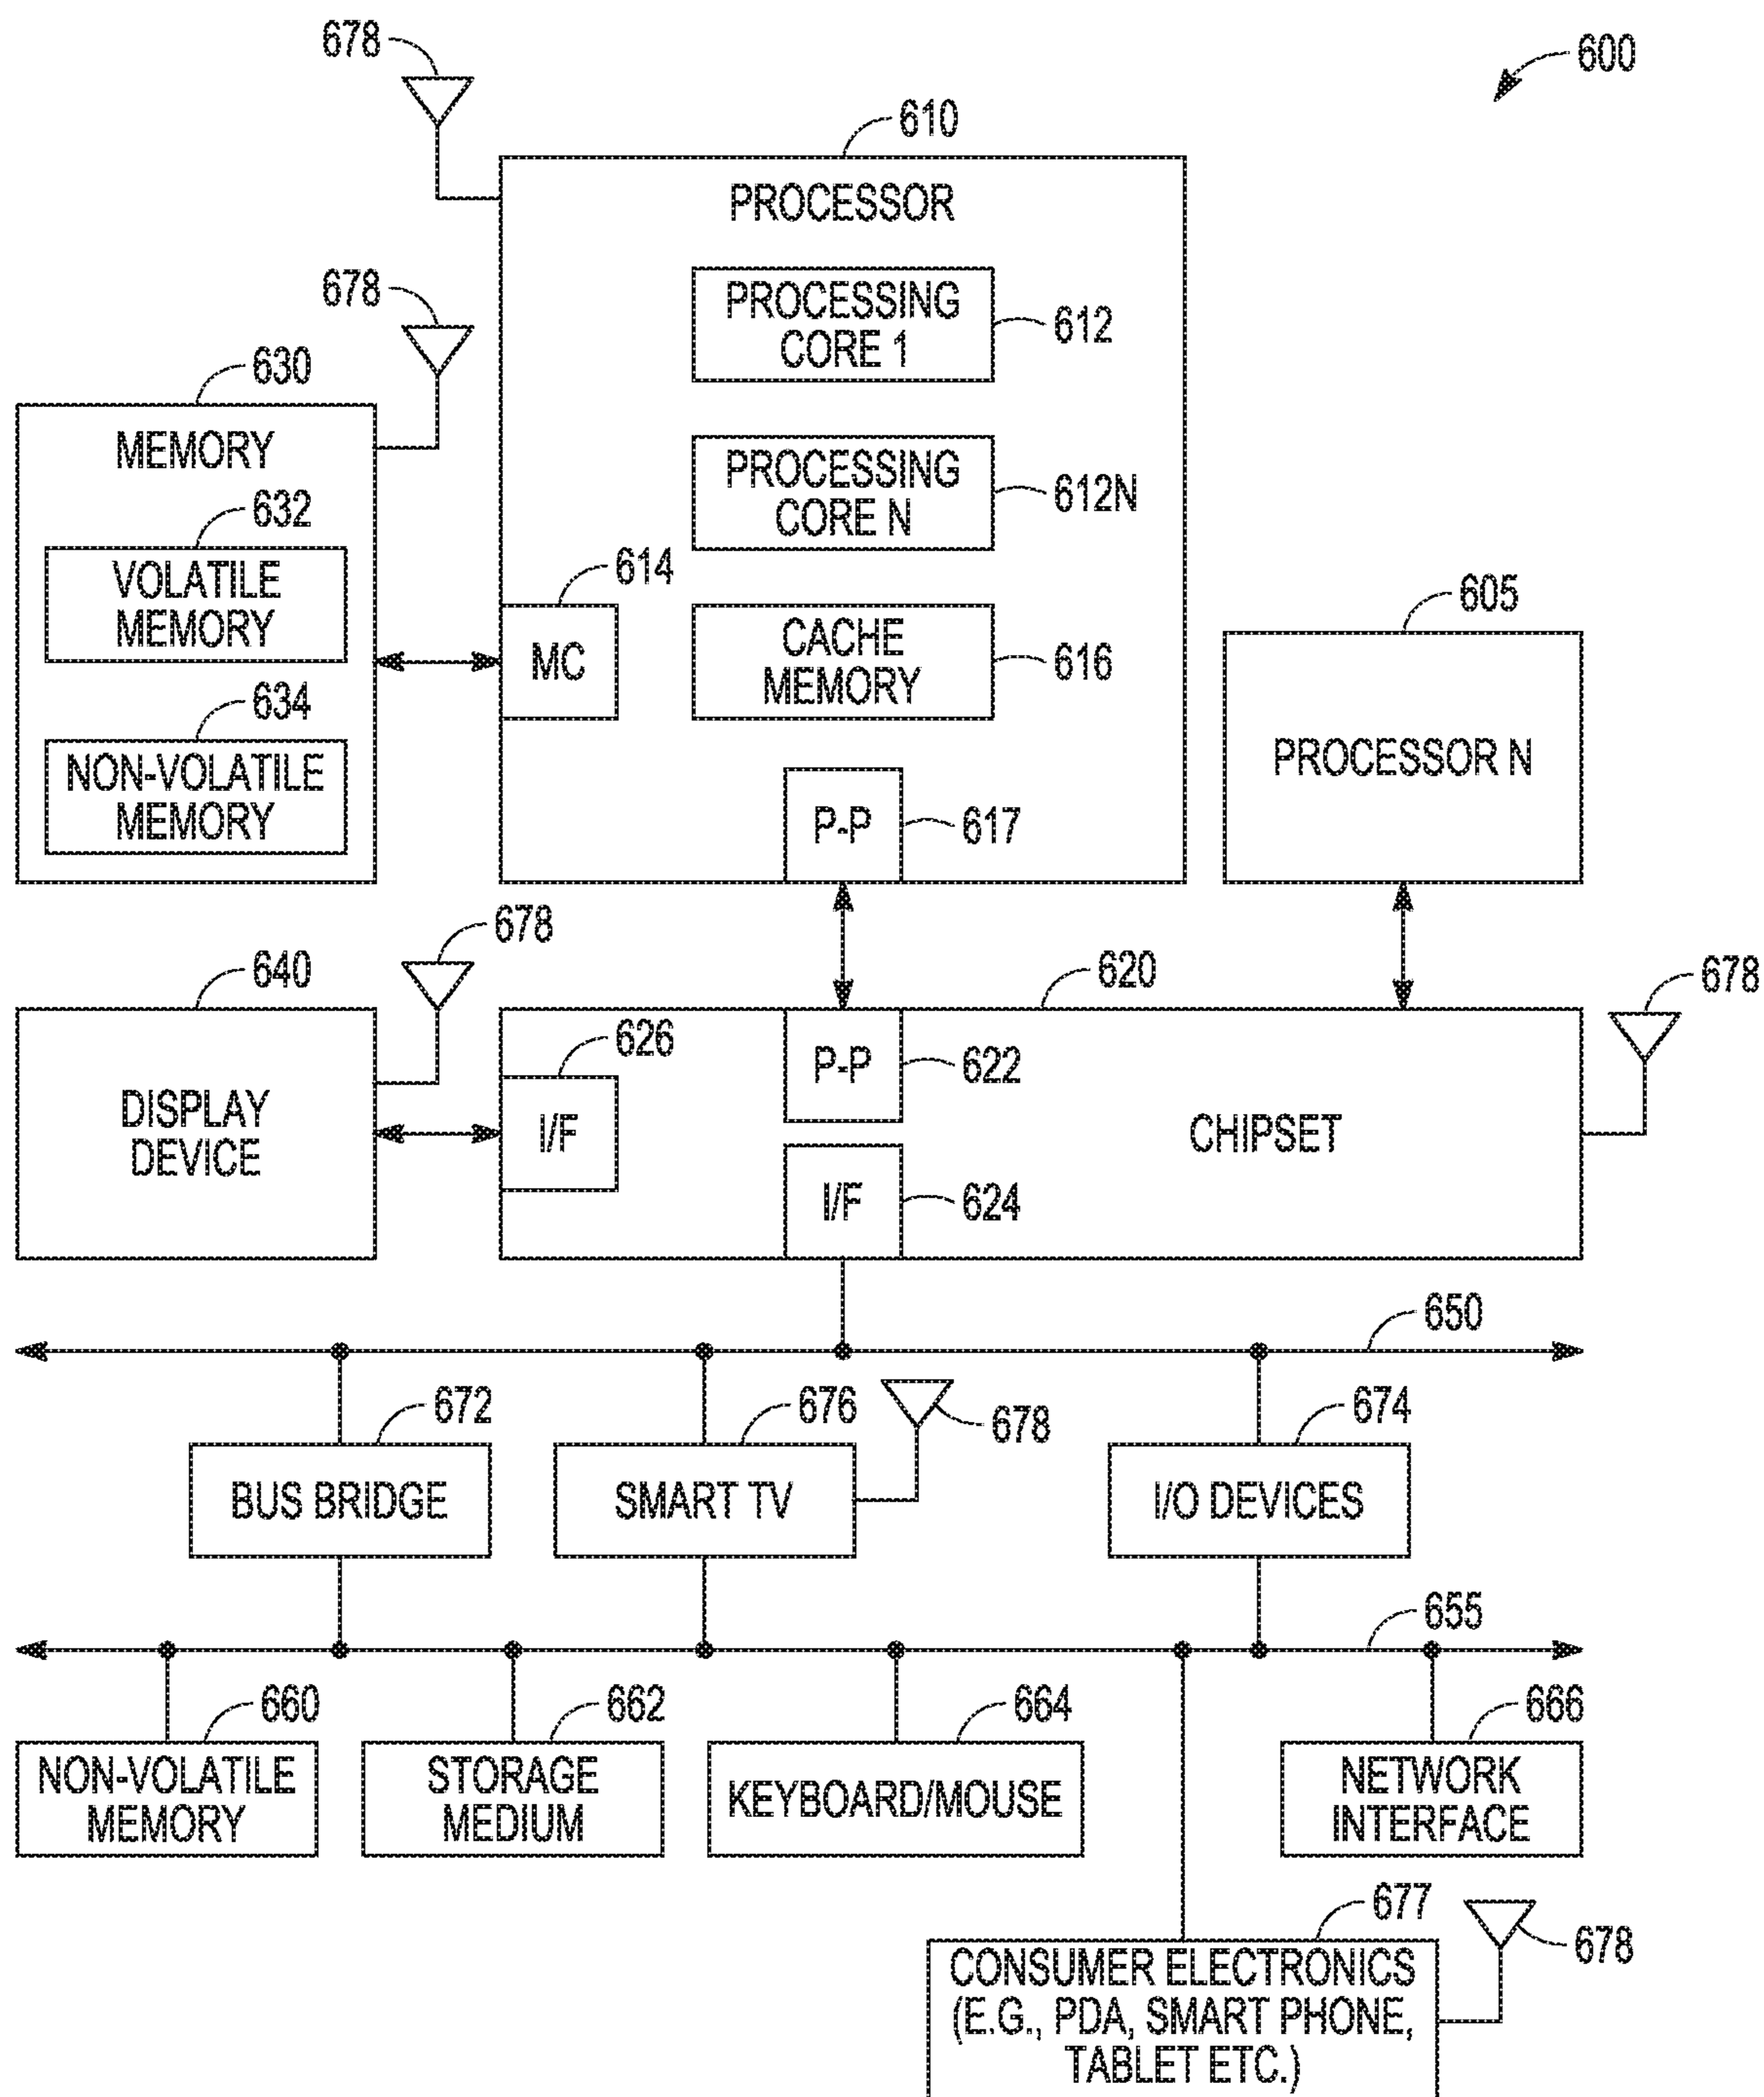 678
600
610
PROCESSOR
678
PROCESSING
CORE 1
612
630
MEMORY
PROCESSING
CORE N
612N
632
VOLATILE
MEMORY
614
MC
CACHE
MEMORY
616
605
PROCESSOR N
634
NON-VOLATILE
MEMORY
P-P
617
678
640
620
678
DISPLAY
DEVICE
626
I/F
P-P
622
CHIPSET
I/F
624
650
672
676
678
674
BUS BRIDGE
SMART TV
I/O DEVICES
655
660
662
664
666
NON-VOLATILE
MEMORY
STORAGE
MEDIUM
KEYBOARD/MOUSE
NETWORK
INTERFACE
677
678
CONSUMER ELECTRONICS
(E.G., PDA, SMART PHONE,
TABLET ETC.)